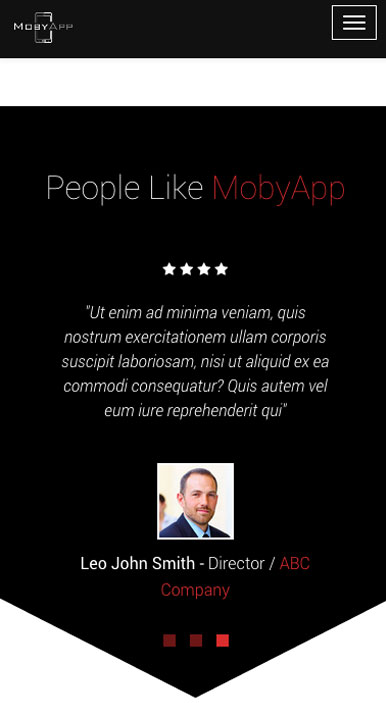 MobyApp
People Like MobyApp
"Ut enim ad minima veniam, quis
nostrum exercitationem ullam corporis
suscipit laboriosam, nisi ut aliquid ex ea
commodi consequatur? Quis autem vel
eum iure reprehenderit qui"
Leo John Smith - Director / ABC
Company